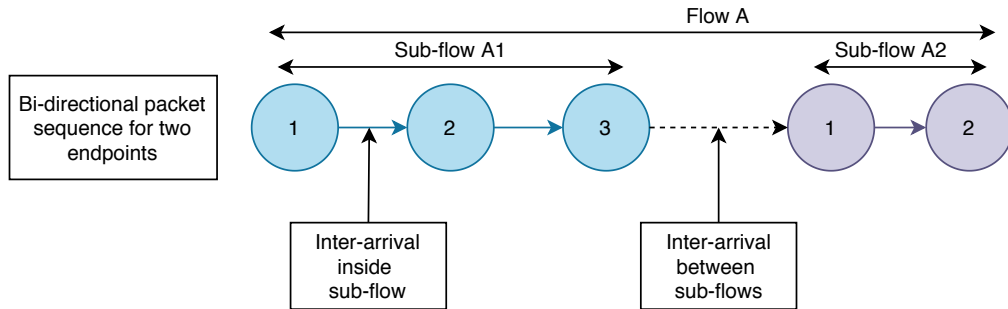 Flow A
Sub-flow A1
Sub-flow A2
Bi-directional packet
sequence for two
endpoints
1
2
3
1
2
Inter-arrival
inside
sub-flow
Inter-arrival
between
sub-flows